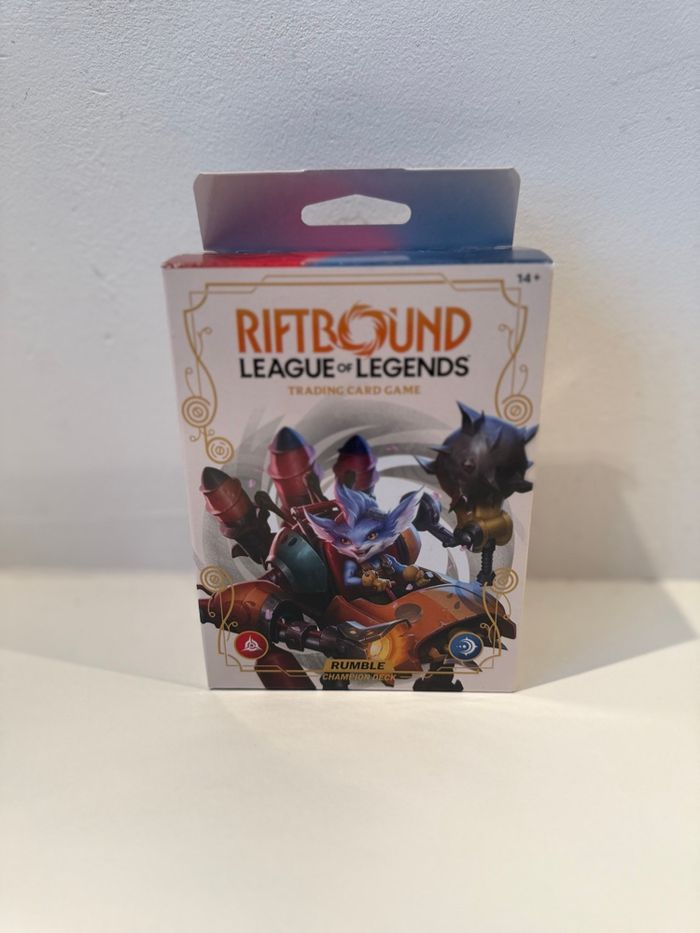 14+
RIFTBOUND
LEAGUE OF LEGENDS
TRADING CARD GAME
RUMBLE
CHAMPION DECK